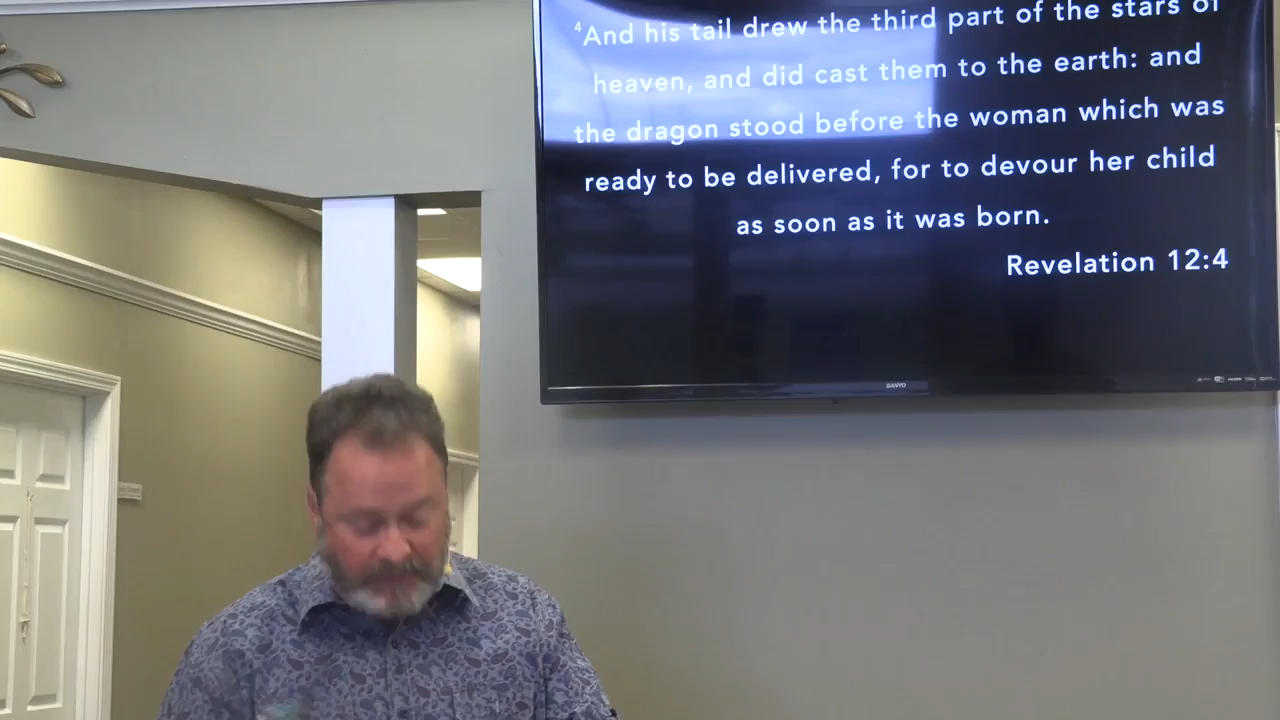 ⁴And his tail drew the third part of the stars of
heaven, and did cast them to the earth: and
the dragon stood before the woman which was
ready to be delivered, for to devour her child
as soon as it was born.
Revelation 12:4
SANYO